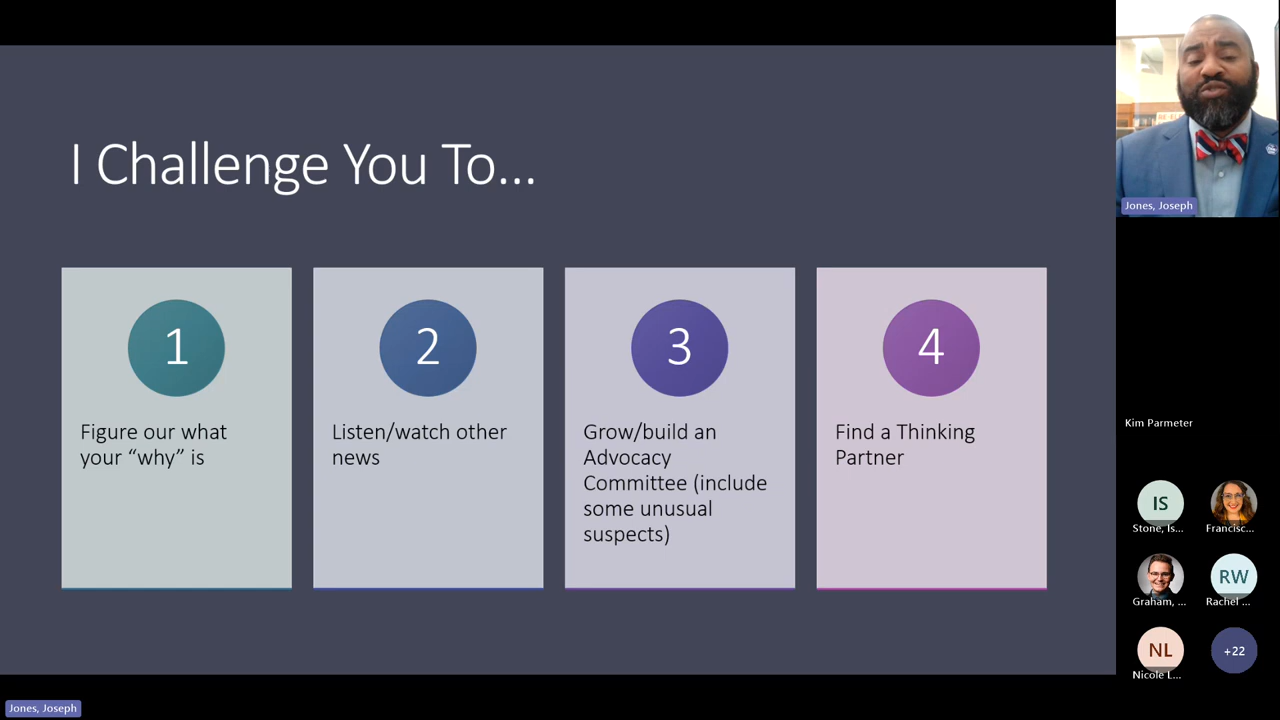 I Challenge You To...
1
Figure our what
your “why” is
2
Listen/watch other
news
3
Grow/build an
Advocacy
Committee (include
some unusual
suspects)
4
Find a Thinking
Partner
Jones, Joseph
Kim Parmeter
IS
Stone, Is...
Francisc...
Graham, ...
RW
Rachel ...
NL
Nicole L...
+22
Jones, Joseph